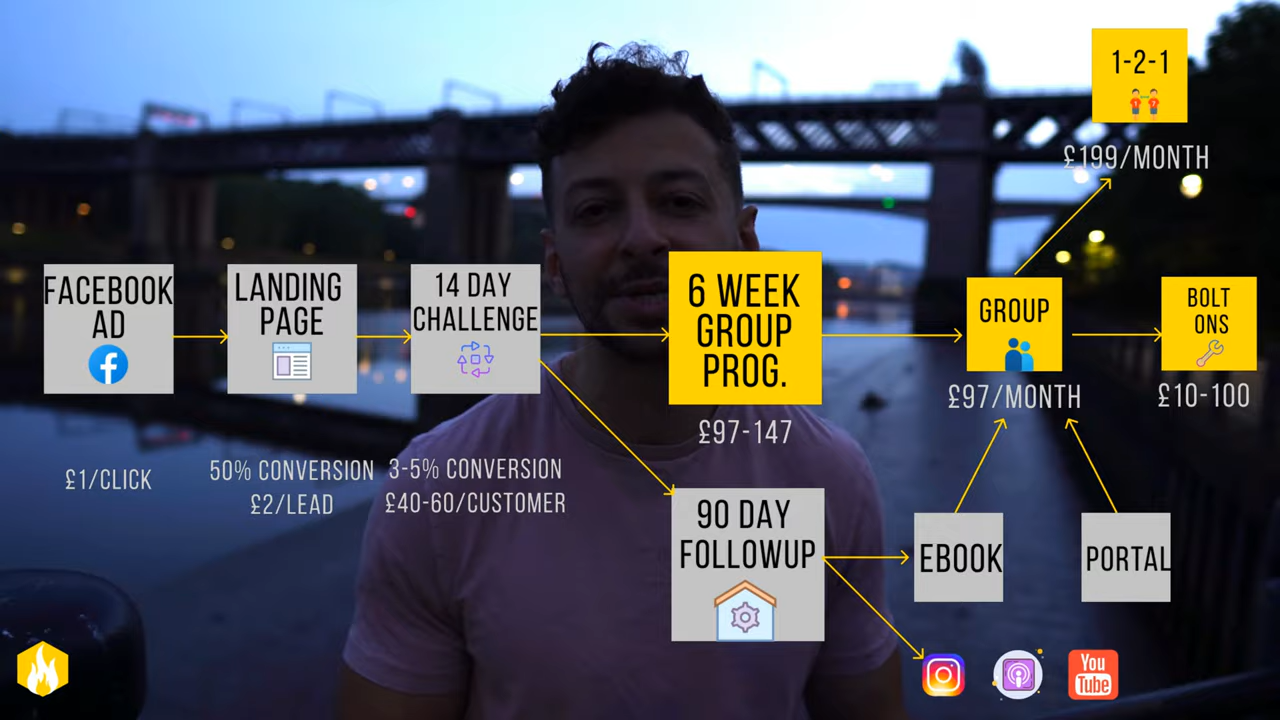 1-2-1
£199/MONTH
FACEBOOK
AD
LANDING
PAGE
14 DAY
CHALLENGE
6 WEEK
GROUP
PROG.
GROUP
BOLT
ONS
£97/MONTH
£10-100
£97-147
£1/CLICK
50% CONVERSION
£2/LEAD
3-5% CONVERSION
£40-60/CUSTOMER
90 DAY
FOLLOWUP
EBOOK
PORTAL
You
Tube